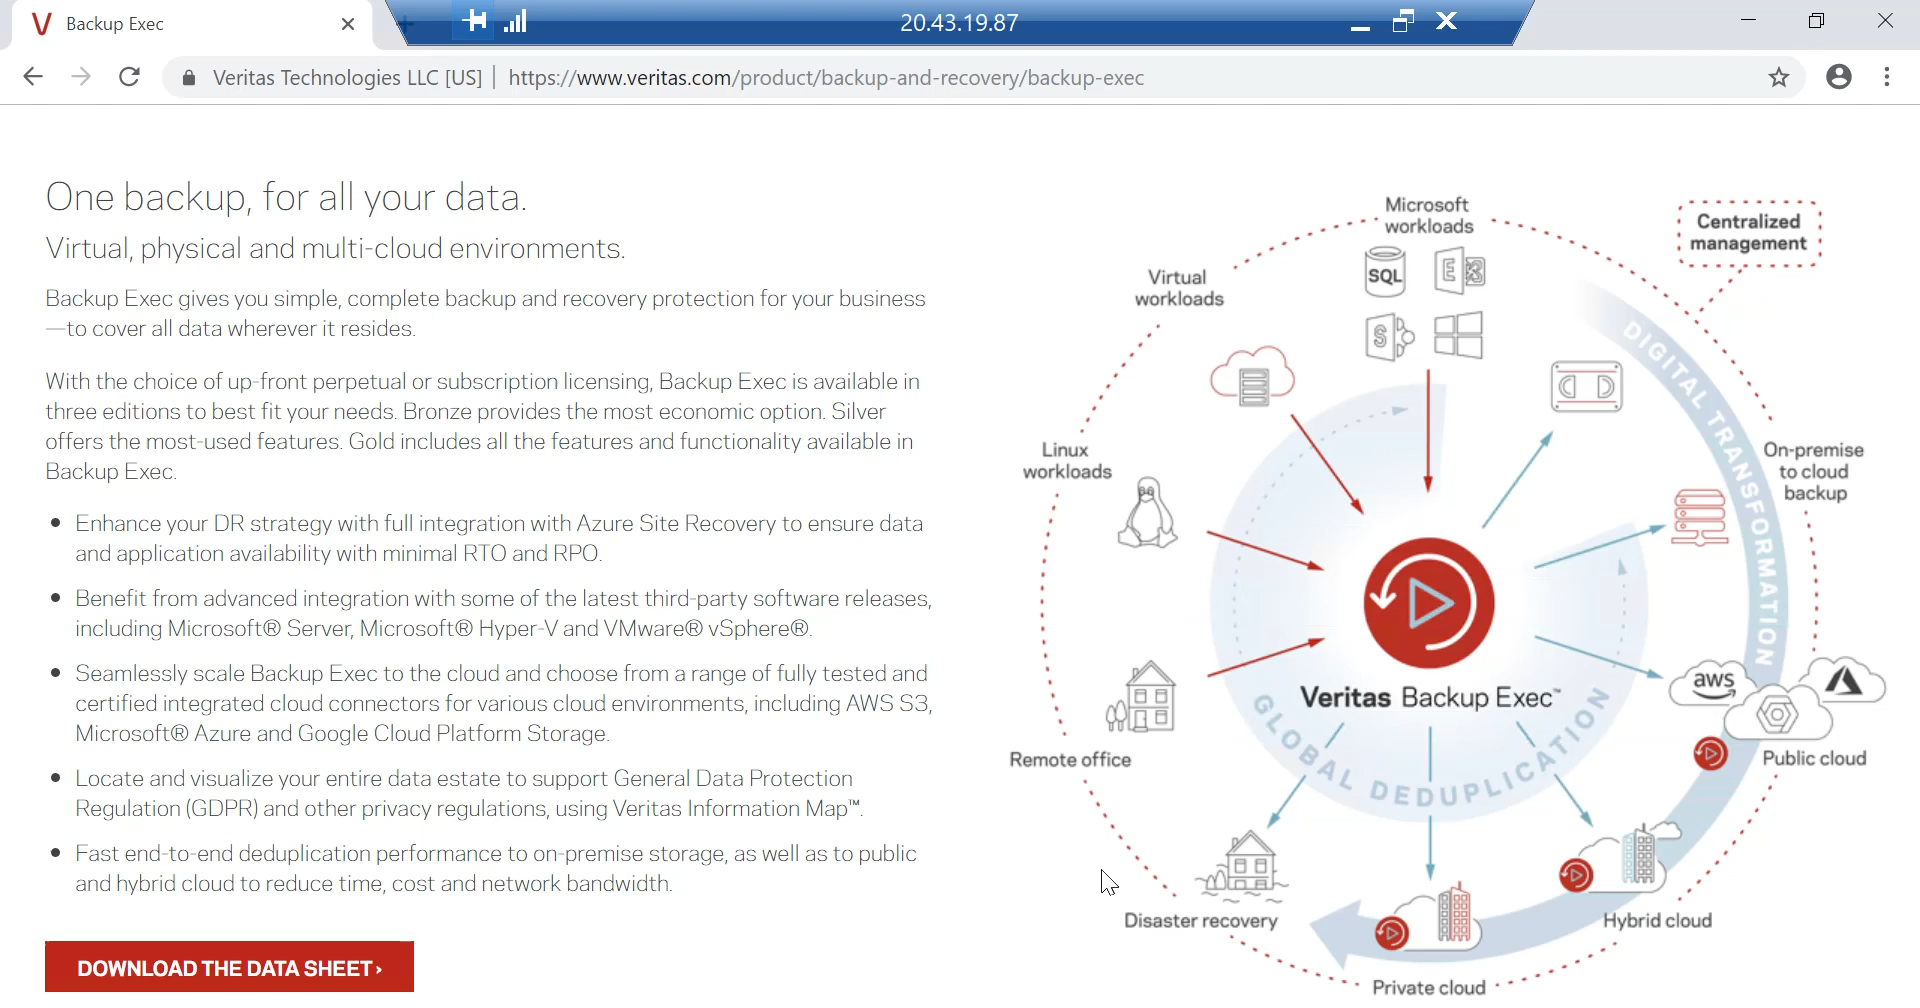 Backup Exec
20.43.19.87
Veritas Technologies LLC [US] | https://www.veritas.com/product/backup-and-recovery/backup-exec
One backup, for all your data.
Virtual, physical and multi-cloud environments.
Backup Exec gives you simple, complete backup and recovery protection for your business
—to cover all data wherever it resides.
With the choice of up-front perpetual or subscription licensing, Backup Exec is available in
three editions to best fit your needs. Bronze provides the most economic option. Silver
offers the most-used features. Gold includes all the features and functionality available in
Backup Exec.
• Enhance your DR strategy with full integration with Azure Site Recovery to ensure data
and application availability with minimal RTO and RPO.
• Benefit from advanced integration with some of the latest third-party software releases,
including Microsoft® Server, Microsoft® Hyper-V and VMware® vSphere®.
• Seamlessly scale Backup Exec to the cloud and choose from a range of fully tested and
certified integrated cloud connectors for various cloud environments, including AWS S3,
Microsoft® Azure and Google Cloud Platform Storage.
• Locate and visualize your entire data estate to support General Data Protection
Regulation (GDPR) and other privacy regulations, using Veritas Information Map™.
• Fast end-to-end deduplication performance to on-premise storage, as well as to public
and hybrid cloud to reduce time, cost and network bandwidth.
DOWNLOAD THE DATA SHEET ›
Microsoft
workloads
SQL
E
S
Centralized
management
Virtual
workloads
Linux
workloads
DIGITAL TRANSFORMATION
On-premise
to cloud
backup
Veritas Backup Exec™
GLOBAL DEDUPLICATION
aws
Remote office
Public cloud
Disaster recovery
Hybrid cloud
Private cloud